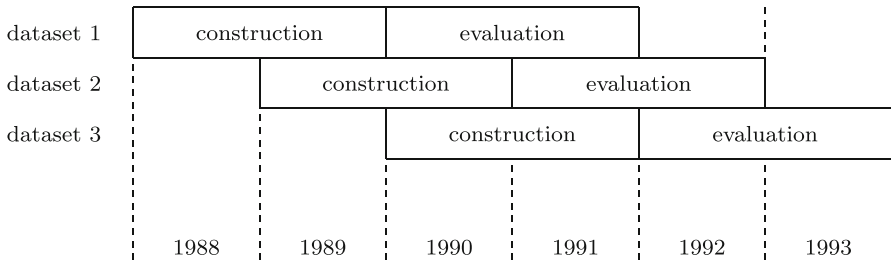 dataset 1 construction evaluation
dataset 2 construction evaluation
dataset 3 construction evaluation
1988 1989 1990 1991 1992 1993